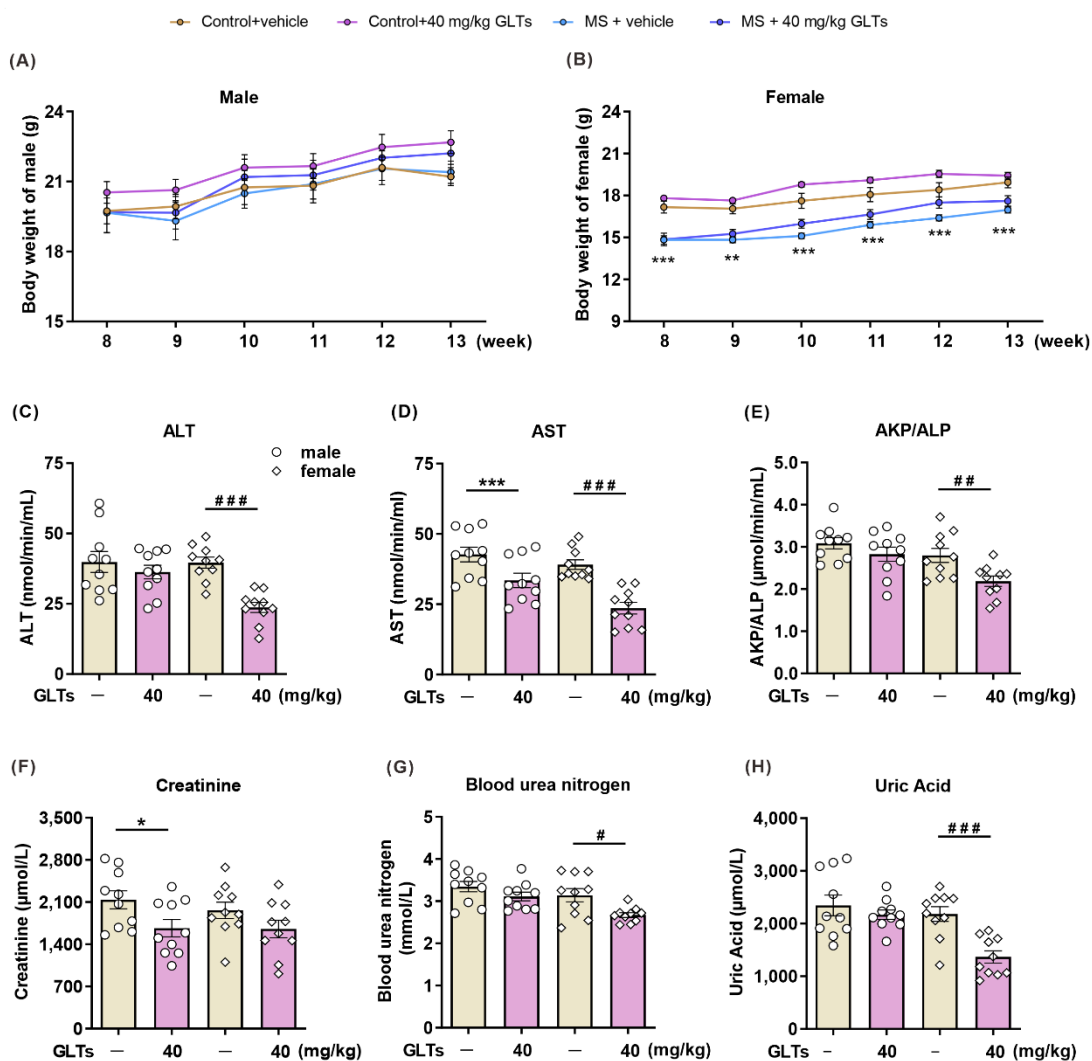 Control+vehicle Control+40 mg/kg GLTs MS + vehicle MS + 40 mg/kg GLTs
(A)
Male
Body weight of male (g)
24
21
18
15
8 9 10 11 12 13 (week)
(B)
Female
Body weight of female (g)
24
21
18
15
12
9
*** ** *** *** *** ***
8 9 10 11 12 13 (week)
(C)
ALT
male
female
ALT (nmol/min/mL)
75
50
25
0
###
GLTs — 40 — 40 (mg/kg)
(D)
AST
AST (nmol/min/ml)
75
50
25
0
*** ###
— 40 — 40 (mg/kg)
(E)
AKP/ALP
AKP/ALP (μmol/min/mL)
5.0
4.0
3.0
2.0
1.0
0.0
##
— 40 — 40 (mg/kg)
(F)
Creatinine
Creatinine (μmol/L)
3,500
2,800
2,100
1,400
700
0
*
GLTs — 40 — 40 (mg/kg)
(G)
Blood urea nitrogen
Blood urea nitrogen
(mmol/L)
5
4
3
2
1
0
#
GLTs — 40 — 40 (mg/kg)
(H)
Uric Acid
Uric Acid (μmol/L)
4,000
3,000
2,000
1,000
0
###
GLTs – 40 – 40 (mg/kg)